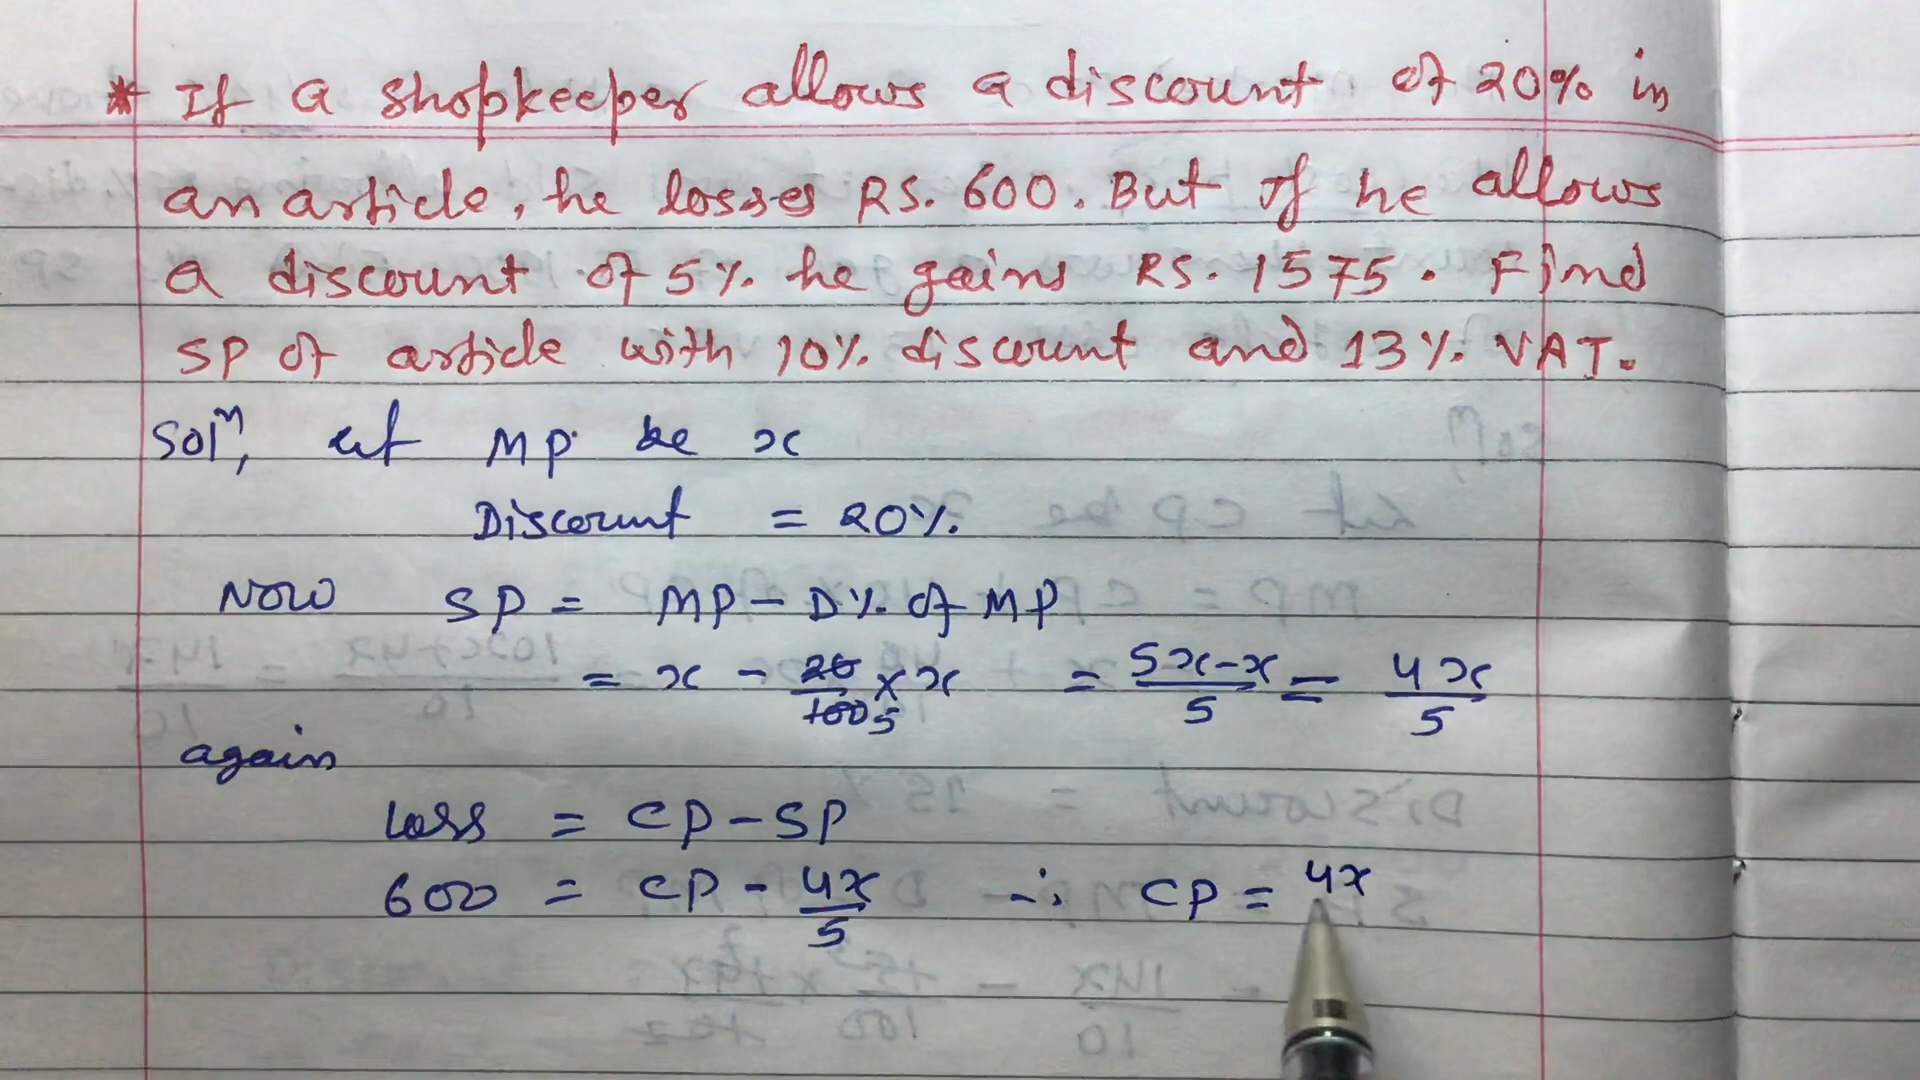 * If a shopkeeper allows a discount of 20% in
an article, he losses RS. 600. But if he allows
a discount of 5% he gains RS. 1575. Find
SP of article with 10% discount and 13% VAT.
Solⁿ, let MP be x
Discount = 20%
Now SP = MP - D% of MP
= x - 20/100 5 × x = 5x-x/5 = 4x/5
again
Loss = CP - SP
600 = CP - 4x/5 ∴ CP = 4x